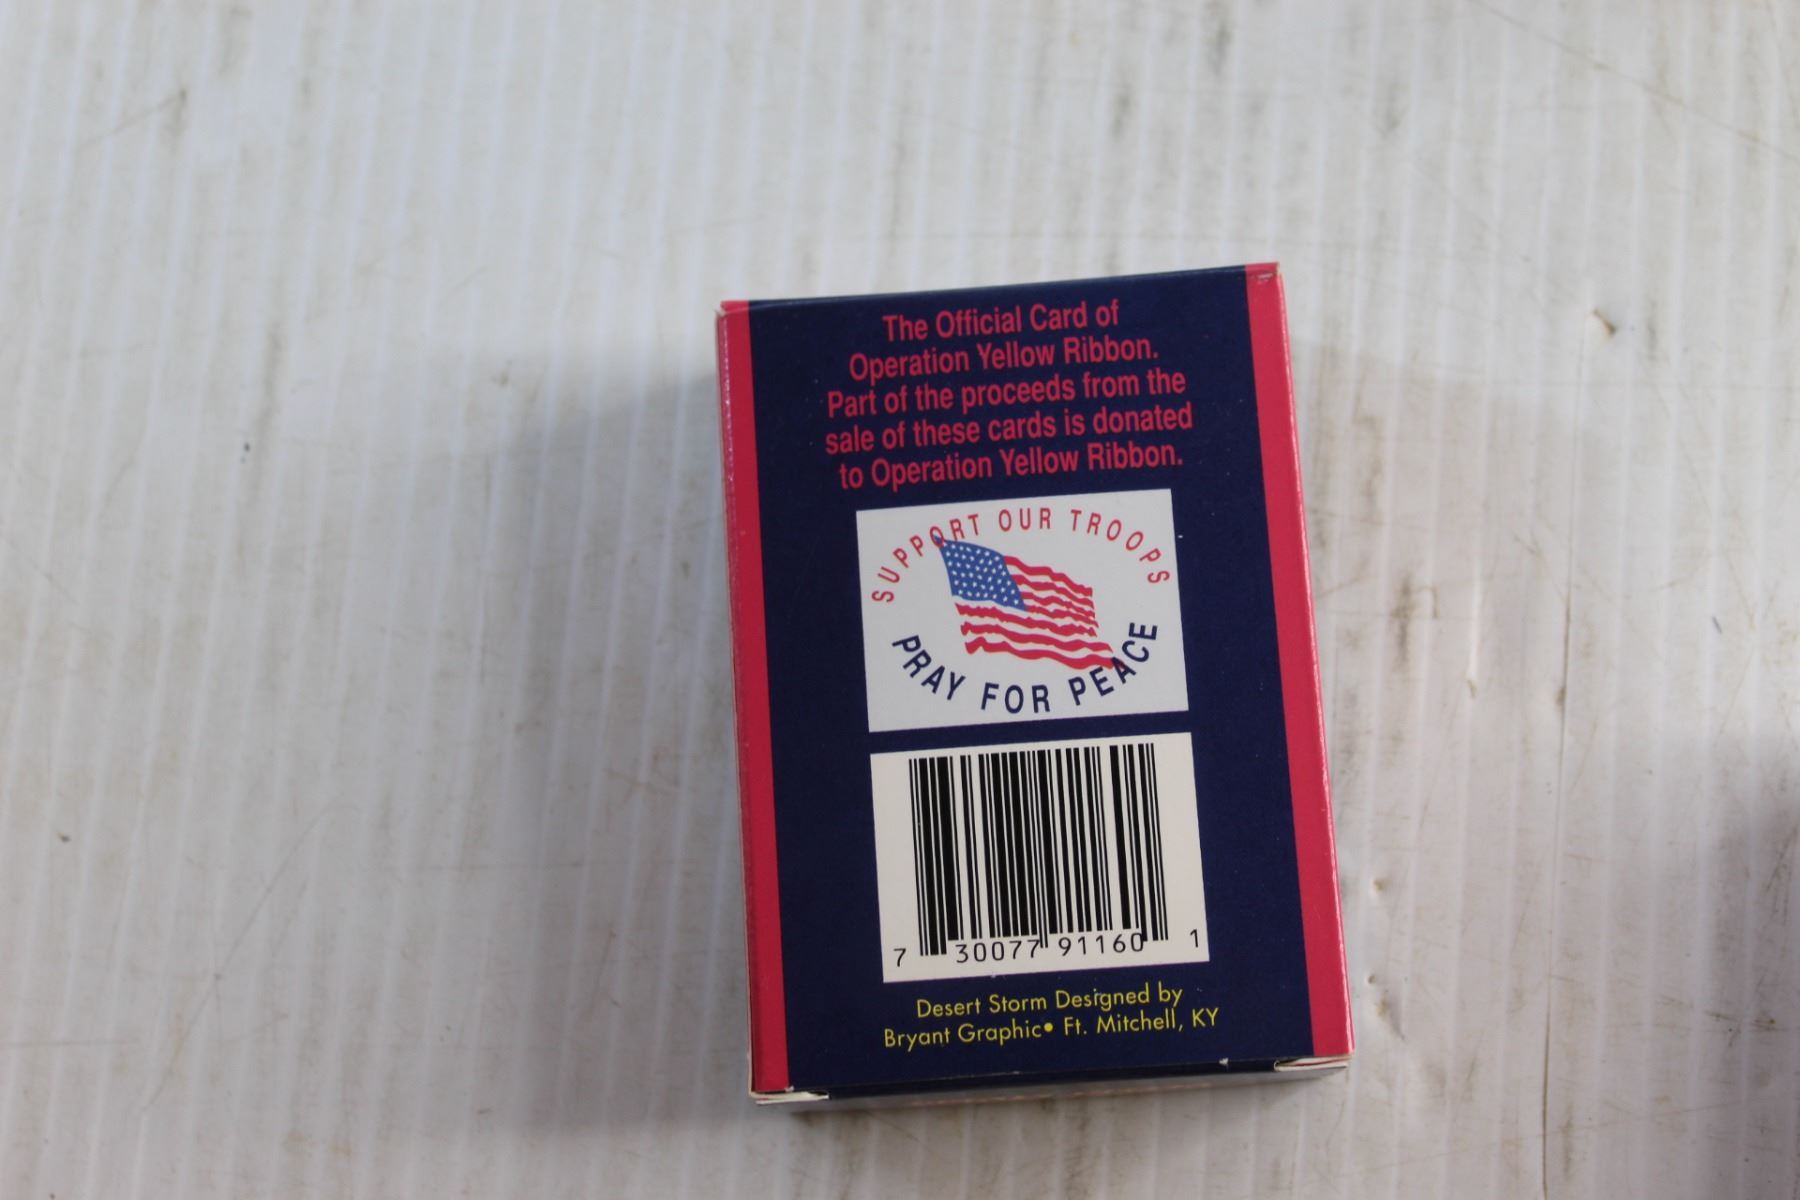 The Official Card of
Operation Yellow Ribbon.
Part of the proceeds from the
sale of these cards is donated
to Operation Yellow Ribbon.
SUPPORT OUR TROOPS
PRAY FOR PEACE
7 30077 91160 1
Desert Storm Designed by
Bryant Graphic• Ft. Mitchell, KY